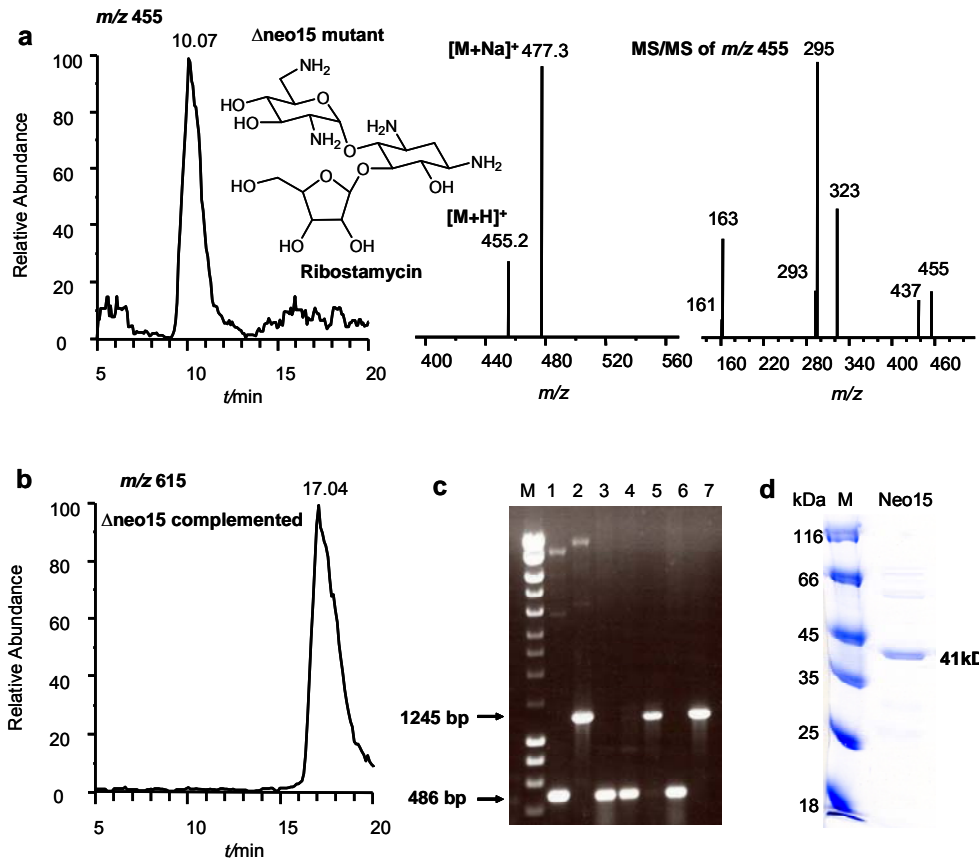 a
m/z 455
10.07
Δneo15 mutant
Relative Abundance
100
80
60
40
20
0
5
10
15
20
t/min
NH2
HO
O
HO
NH2
H2N
O
NH2
O
OH
HO
O
HO
OH
Ribostamycin
[M+Na]+ 477.3
[M+H]+
455.2
400
440
480
520
560
m/z
MS/MS of m/z 455
295
323
163
293
455
437
161
160
220
280
340
400
460
m/z
b
m/z 615
17.04
Δneo15 complemented
Relative Abundance
100
80
60
40
20
0
5
10
15
20
t/min
c
M 1 2 3 4 5 6 7
1245 bp
486 bp
d
kDa M Neo15
116
66
45
41kD
35
25
18